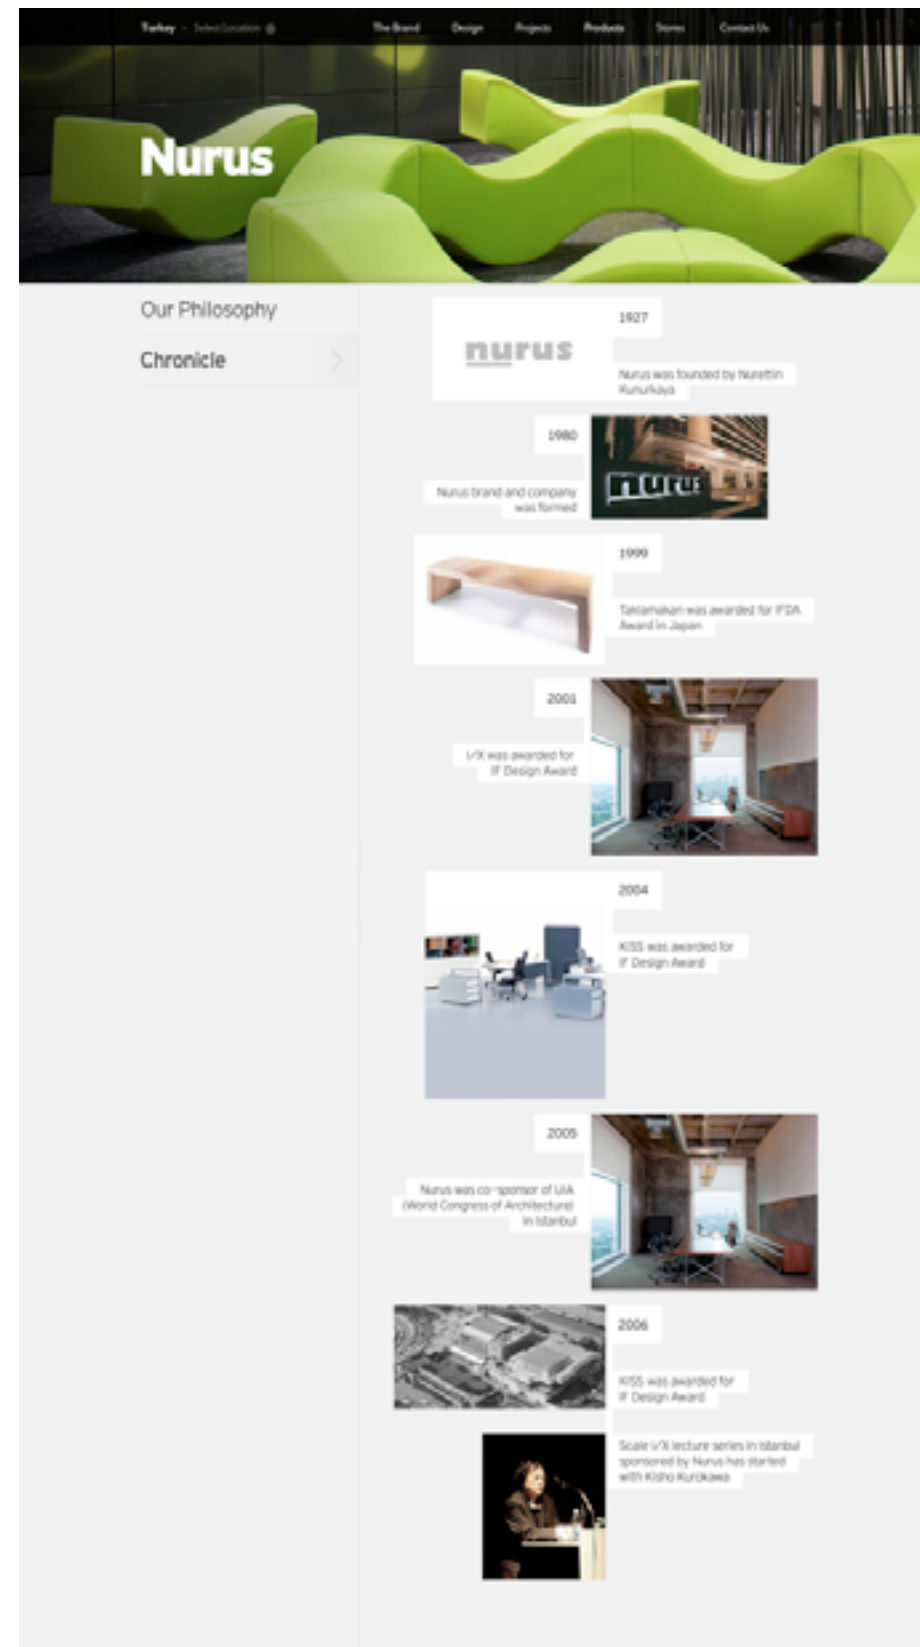 Turkey - Select Location
The Brand
Design
Projects
Products
Stores
Contact Us
Nurus
Our Philosophy
Chronicle
nurus
1927
Nurus was founded by Nurettin
Kunurkaya
1980
Nurus brand and company
was formed
nurus
1999
Taklamakan was awarded for IFDA
Award in Japan
2001
I/X was awarded for
IF Design Award
2004
KISS was awarded for
IF Design Award
2005
Nurus was co-sponsor of UIA
(World Congress of Architecture)
in Istanbul
2006
KISS was awarded for
IF Design Award
Scale I/X lecture series in Istanbul
sponsored by Nurus has started
with Kisho Kurokawa